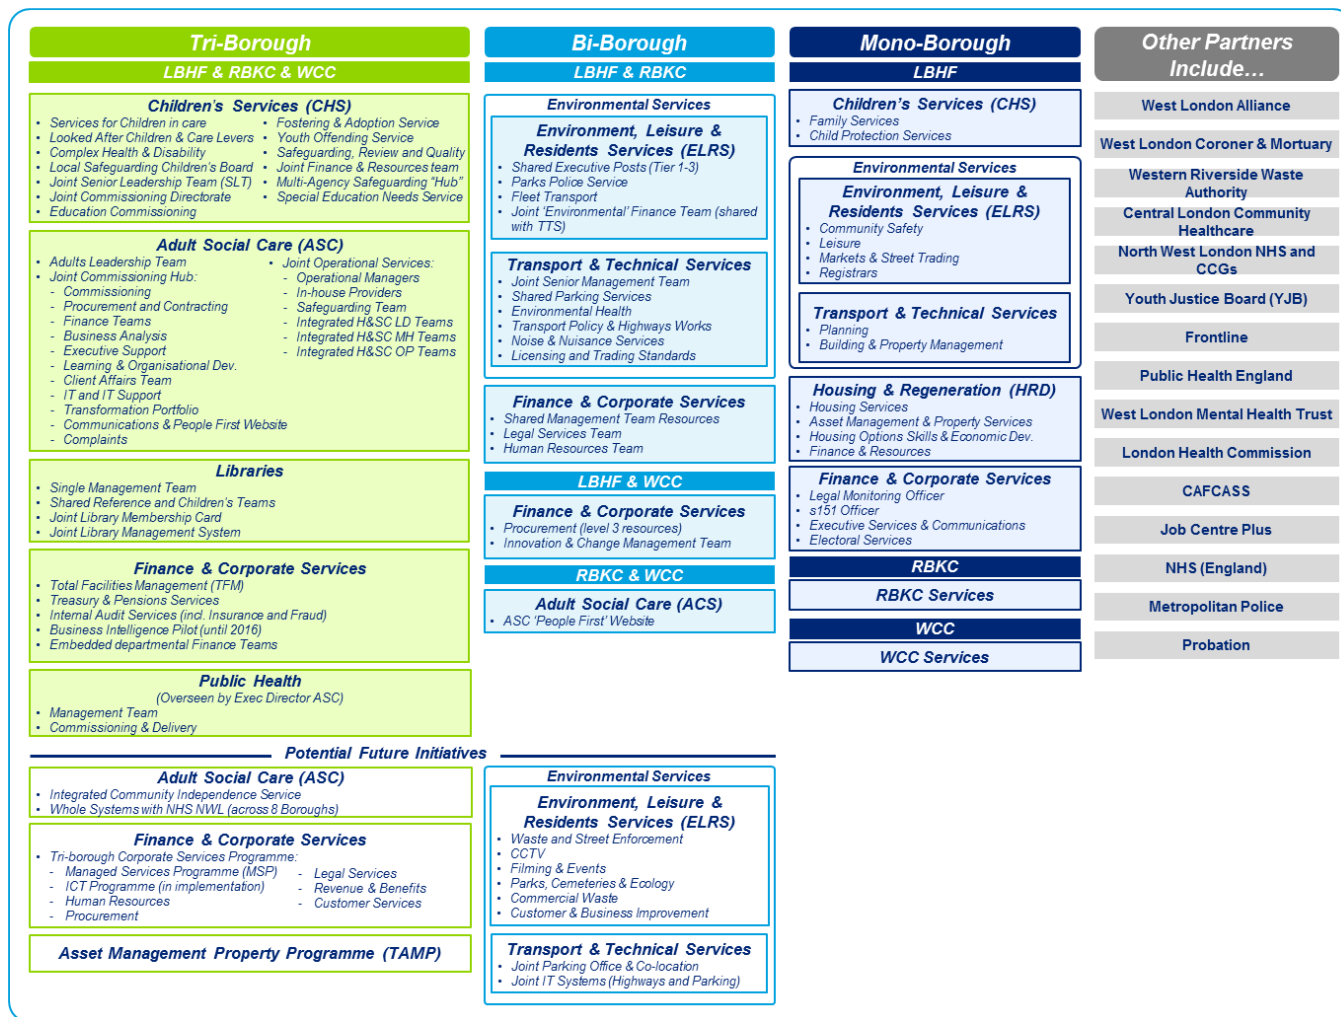 Tri-Borough
LBHF & RBKC & WCC
Children's Services (CHS)
• Services for Children in care
• Looked After Children & Care Levers
• Complex Health & Disability
• Local Safeguarding Children's Board
• Joint Senior Leadership Team (SLT)
• Joint Commissioning Directorate
• Education Commissioning
• Fostering & Adoption Service
• Youth Offending Service
• Safeguarding, Review and Quality
• Joint Finance & Resources team
• Multi-Agency Safeguarding "Hub"
• Special Education Needs Service
Adult Social Care (ASC)
• Adults Leadership Team
• Joint Commissioning Hub:
- Commissioning
- Procurement and Contracting
- Finance Teams
- Business Analysis
- Executive Support
- Learning & Organisational Dev.
- Client Affairs Team
- IT and IT Support
- Transformation Portfolio
- Communications & People First Website
- Complaints
• Joint Operational Services:
- Operational Managers
- In-house Providers
- Safeguarding Team
- Integrated H&SC LD Teams
- Integrated H&SC MH Teams
- Integrated H&SC OP Teams
Libraries
• Single Management Team
• Shared Reference and Children's Teams
• Joint Library Membership Card
• Joint Library Management System
Finance & Corporate Services
• Total Facilities Management (TFM)
• Treasury & Pensions Services
• Internal Audit Services (incl. Insurance and Fraud)
• Business Intelligence Pilot (until 2016)
• Embedded departmental Finance Teams
Public Health
(Overseen by Exec Director ASC)
• Management Team
• Commissioning & Delivery
Bi-Borough
LBHF & RBKC
Environmental Services
Environment, Leisure &
Residents Services (ELRS)
• Shared Executive Posts (Tier 1-3)
• Parks Police Service
• Fleet Transport
• Joint 'Environmental' Finance Team (shared
with TTS)
Transport & Technical Services
• Joint Senior Management Team
• Shared Parking Services
• Environmental Health
• Transport Policy & Highways Works
• Noise & Nuisance Services
• Licensing and Trading Standards
Finance & Corporate Services
• Shared Management Team Resources
• Legal Services Team
• Human Resources Team
LBHF & WCC
Finance & Corporate Services
• Procurement (level 3 resources)
• Innovation & Change Management Team
RBKC & WCC
Adult Social Care (ACS)
• ASC 'People First' Website
Mono-Borough
LBHF
Children's Services (CHS)
• Family Services
• Child Protection Services
Environmental Services
Environment, Leisure &
Residents Services (ELRS)
• Community Safety
• Leisure
• Markets & Street Trading
• Registrars
Transport & Technical Services
• Planning
• Building & Property Management
Housing & Regeneration (HRD)
• Housing Services
• Asset Management & Property Services
• Housing Options Skills & Economic Dev.
• Finance & Resources
Finance & Corporate Services
• Legal Monitoring Officer
• s151 Officer
• Executive Services & Communications
• Electoral Services
RBKC
RBKC Services
WCC
WCC Services
Other Partners
Include…
West London Alliance
West London Coroner & Mortuary
Western Riverside Waste
Authority
Central London Community
Healthcare
North West London NHS and
CCGs
Youth Justice Board (YJB)
Frontline
Public Health England
West London Mental Health Trust
London Health Commission
CAFCASS
Job Centre Plus
NHS (England)
Metropolitan Police
Probation
Potential Future Initiatives
Adult Social Care (ASC)
• Integrated Community Independence Service
• Whole Systems with NHS NWL (across 8 Boroughs)
Finance & Corporate Services
• Tri-borough Corporate Services Programme:
- Managed Services Programme (MSP)
- ICT Programme (in implementation)
- Human Resources
- Procurement
- Legal Services
- Revenue & Benefits
- Customer Services
Asset Management Property Programme (TAMP)
Environmental Services
Environment, Leisure &
Residents Services (ELRS)
• Waste and Street Enforcement
• CCTV
• Filming & Events
• Parks, Cemeteries & Ecology
• Commercial Waste
• Customer & Business Improvement
Transport & Technical Services
• Joint Parking Office & Co-location
• Joint IT Systems (Highways and Parking)